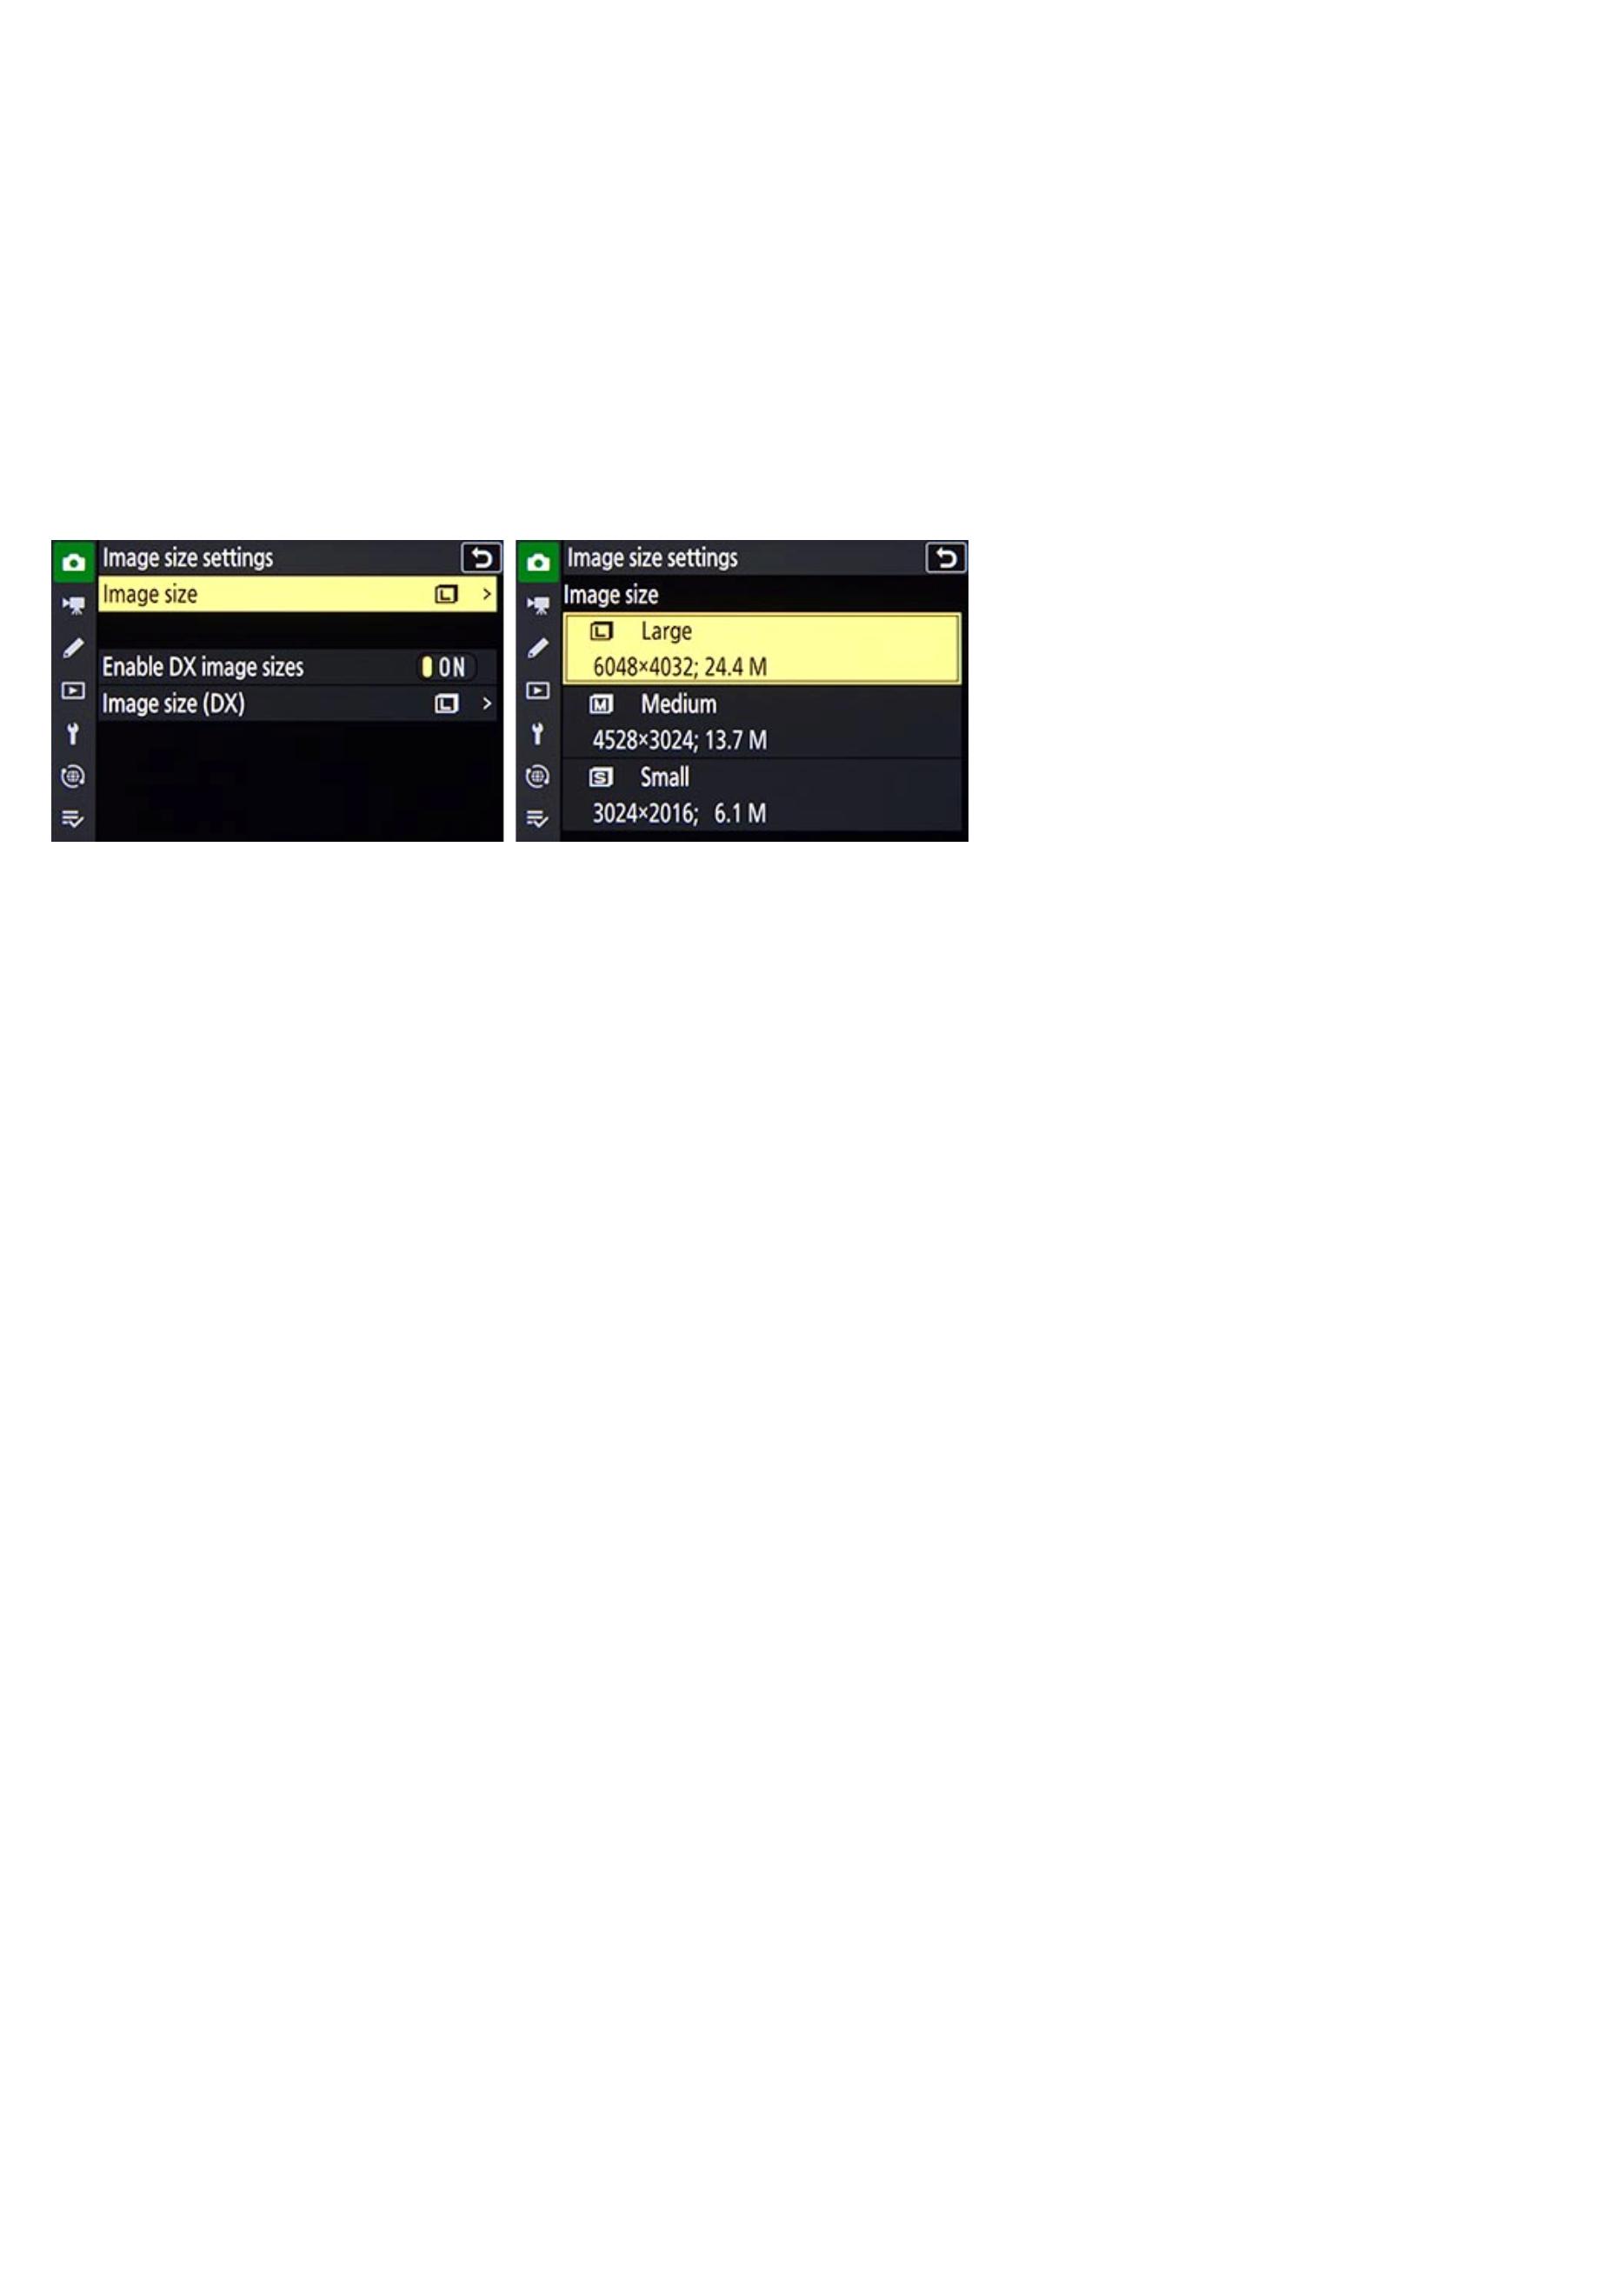 Image size settings
Image size L >
Enable DX image sizes ON
Image size (DX) L >
Image size settings
Image size
L Large
6048×4032; 24.4 M
M Medium
4528×3024; 13.7 M
S Small
3024×2016; 6.1 M